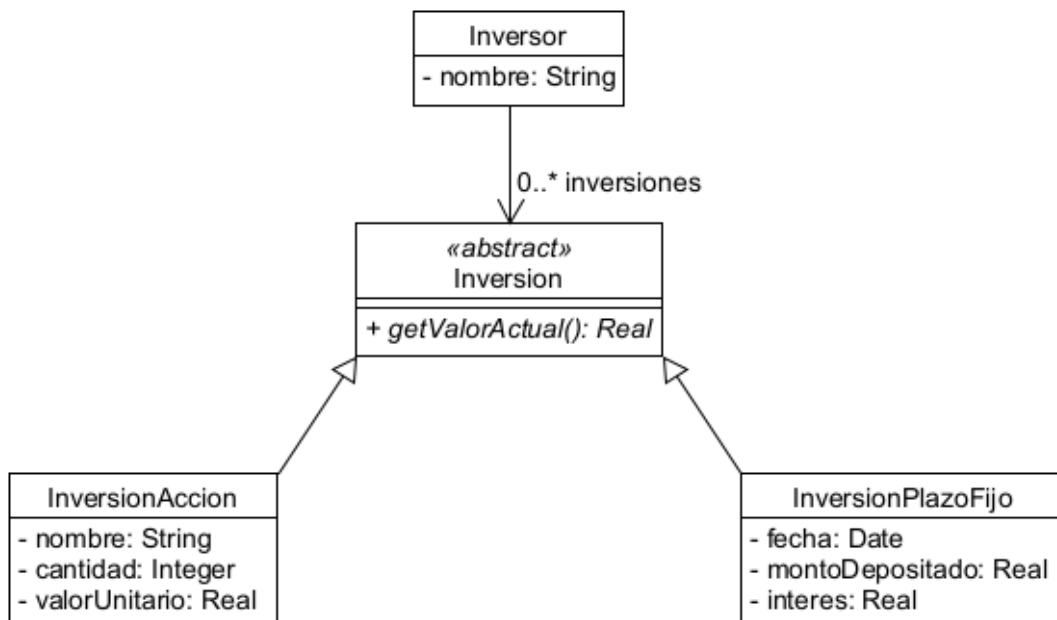 Inversor
- nombre: String
0..* inversiones
«abstract»
Inversion
+ getValorActual(): Real
InversionAccion
- nombre: String
- cantidad: Integer
- valorUnitario: Real
InversionPlazoFijo
- fecha: Date
- montoDepositado: Real
- interes: Real